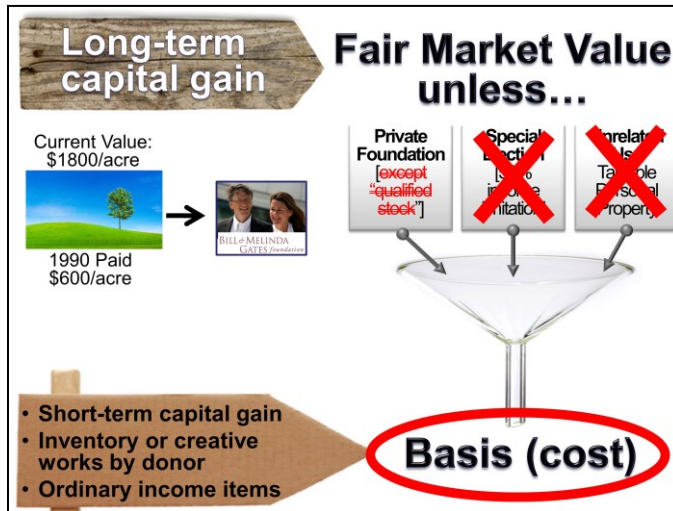 Long-term
capital gain
Fair Market Value
unless…
Current Value:
$1800/acre
BILL & MELINDA
GATES foundation
1990 Paid
$600/acre
Private
Foundation
[except
“qualified
stock”]
Special
Property
• Short-term capital gain
• Inventory or creative
works by donor
• Ordinary income items
Basis (cost)